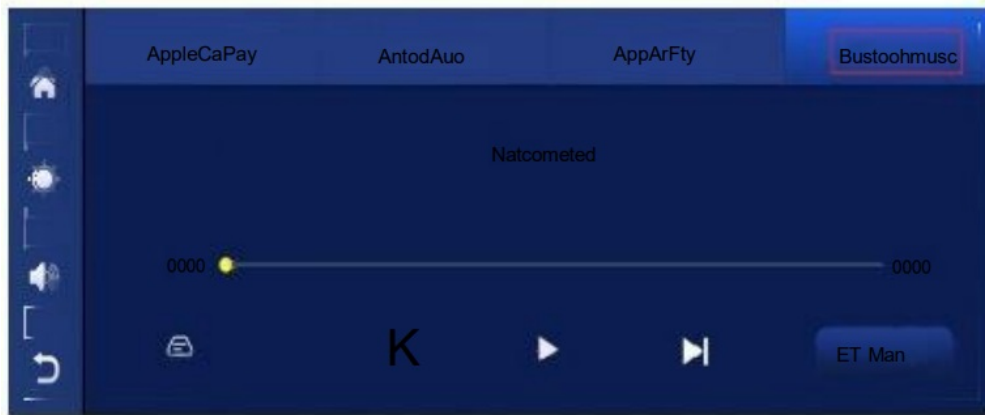 AppleCaPay
AntodAuo
AppArFty
Bustoohmusc
Natcometed
0000
0000
K
ET Man